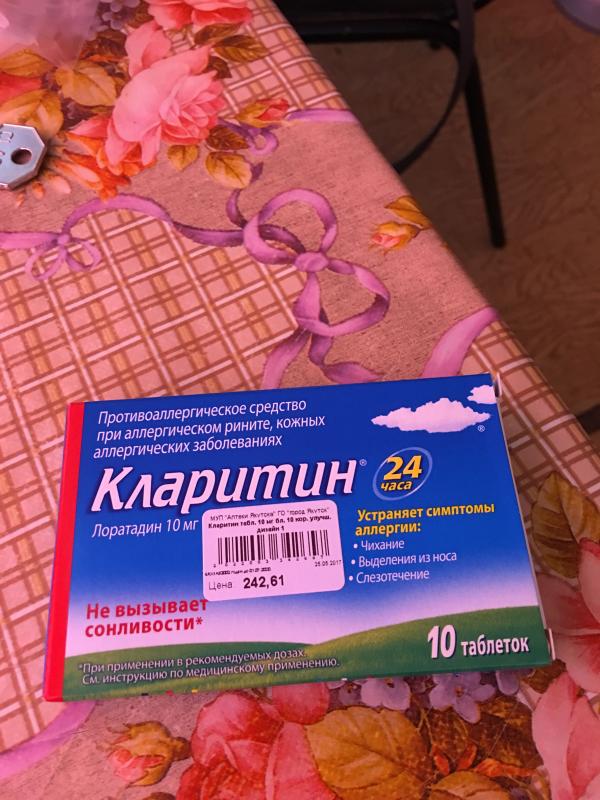 Противоаллергическое средство
при аллергическом рините, кожных
аллергических заболеваниях
Кларитин®
24
часа
®
Лоратадин 10 мг
МУП "Аптеки Якутска" ГО "город Якутск"
Кларитин табл. 10 мг бл. 10 кор. улучш.
дизайн 1
25.05.2017
Цена 242,61
Устраняет симптомы
аллергии:
• Чихание
• Выделения из носа
• Слезотечение
Не вызывает
сонливости*
*При применении в рекомендуемых дозах.
См. инструкцию по медицинскому применению.
10 таблеток